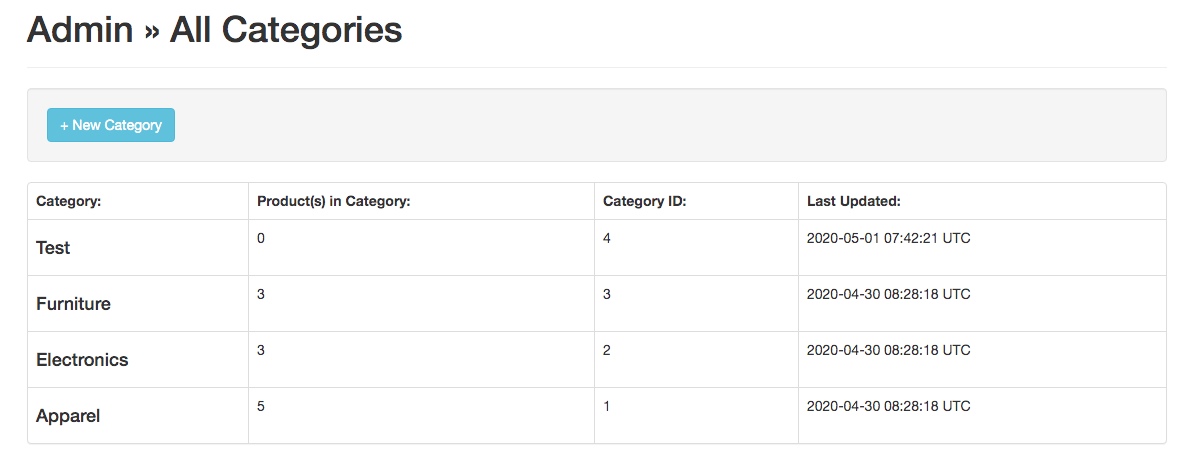 Admin » All Categories
+ New Category
Category: Product(s) in Category: Category ID: Last Updated:
Test 0 4 2020-05-01 07:42:21 UTC
Furniture 3 3 2020-04-30 08:28:18 UTC
Electronics 3 2 2020-04-30 08:28:18 UTC
Apparel 5 1 2020-04-30 08:28:18 UTC